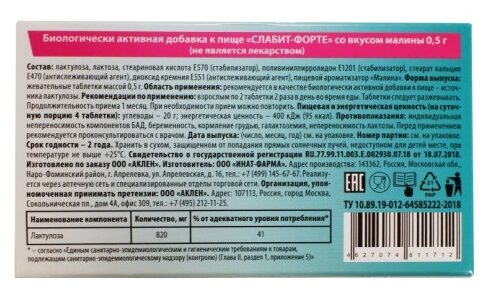 Биологически активная добавка к пище «СЛАБИТ-ФОРТЕ» со вкусом малины 0,5 г
(не является лекарством)
Состав: лактулоза, лактоза, стеариновая кислота Е570 (стабилизатор), поливинилпирролидон Е1201 (стабилизатор), стеарат кальция
Е470 (антислеживающий агент), диоксид кремния Е551 (антислеживающий агент), пищевой ароматизатор «Малина». Форма выпуска:
жевательные таблетки массой 0,5 г. Область применения: рекомендуется в качестве биологически активной добавки к пище –
источника лактулозы. Рекомендации по применению: взрослым по 2 таблетки 2 раза в день во время еды. Таблетки следует разжевывать.
Продолжительность приема 1 месяц. При необходимости прием можно повторить. Пищевая и энергетическая ценность (на суточ-
ную порцию 4 таблетки): углеводы – 20 г; энергетическая ценность – 400 кДж (95 ккал). Противопоказания: индивидуальная
непереносимость компонентов БАД, беременность, кормление грудью, галактоземия, непереносимость лактозы. Перед применением
рекомендуется проконсультироваться с врачом. Дата выпуска: (число, месяц, год) см. на упаковке. Номер партии: см. на упаковке.
Срок годности – 2 года. Хранить в сухом, защищенном от попадания прямых солнечных лучей, недоступном для детей месте, при
температуре не выше +25°С. Свидетельство о государственной регистрации RU.77.99.11.003.Е.002930.07.18 от 18.07.2018.
Изготовлено по заказу ООО «АКЛЕН». Изготовитель: ООО «ИНАТ-ФАРМА». Адрес производства: 143362, Россия, Московская обл.,
Наро-Фоминский район, г. Апрелевка, ул. Апрелевская, д. 16, тел.: +7 (499) 145-67-67. Реализуется
через аптечную сеть и специализированные отделы торговой сети. Организация, упол-
номоченная принимать претензии: ООО «АКЛЕН». Адрес: 107113, Россия, город Москва,
Сокольническая пл., дом 4А, офис 309, тел.: +7 (495) 212-11-25.
EAC
21
PAP
ТУ 10.89.19-012-64585222-2018
Наименование компонента Количество, мг % от адекватного уровня потребления*
Лактулоза 820 41
* – согласно «Единым санитарно-эпидемиологическим и гигиеническим требованиям к товарам,
подлежащим санитарно-эпидемиологическому надзору (контролю) (Глава II, раздел 1, приложение 5)»